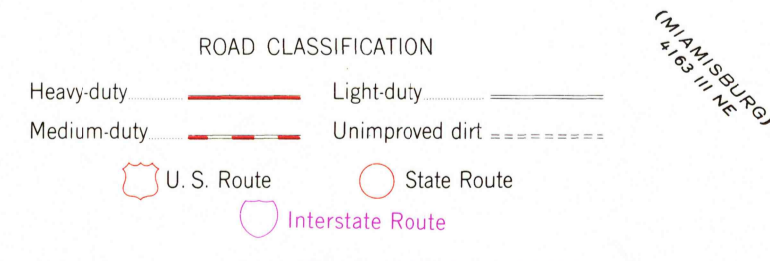 ROAD CLASSIFICATION
Heavy-duty Light-duty
Medium-duty Unimproved dirt
U. S. Route State Route
Interstate Route
(MIAMISBURG)
4163 III NE